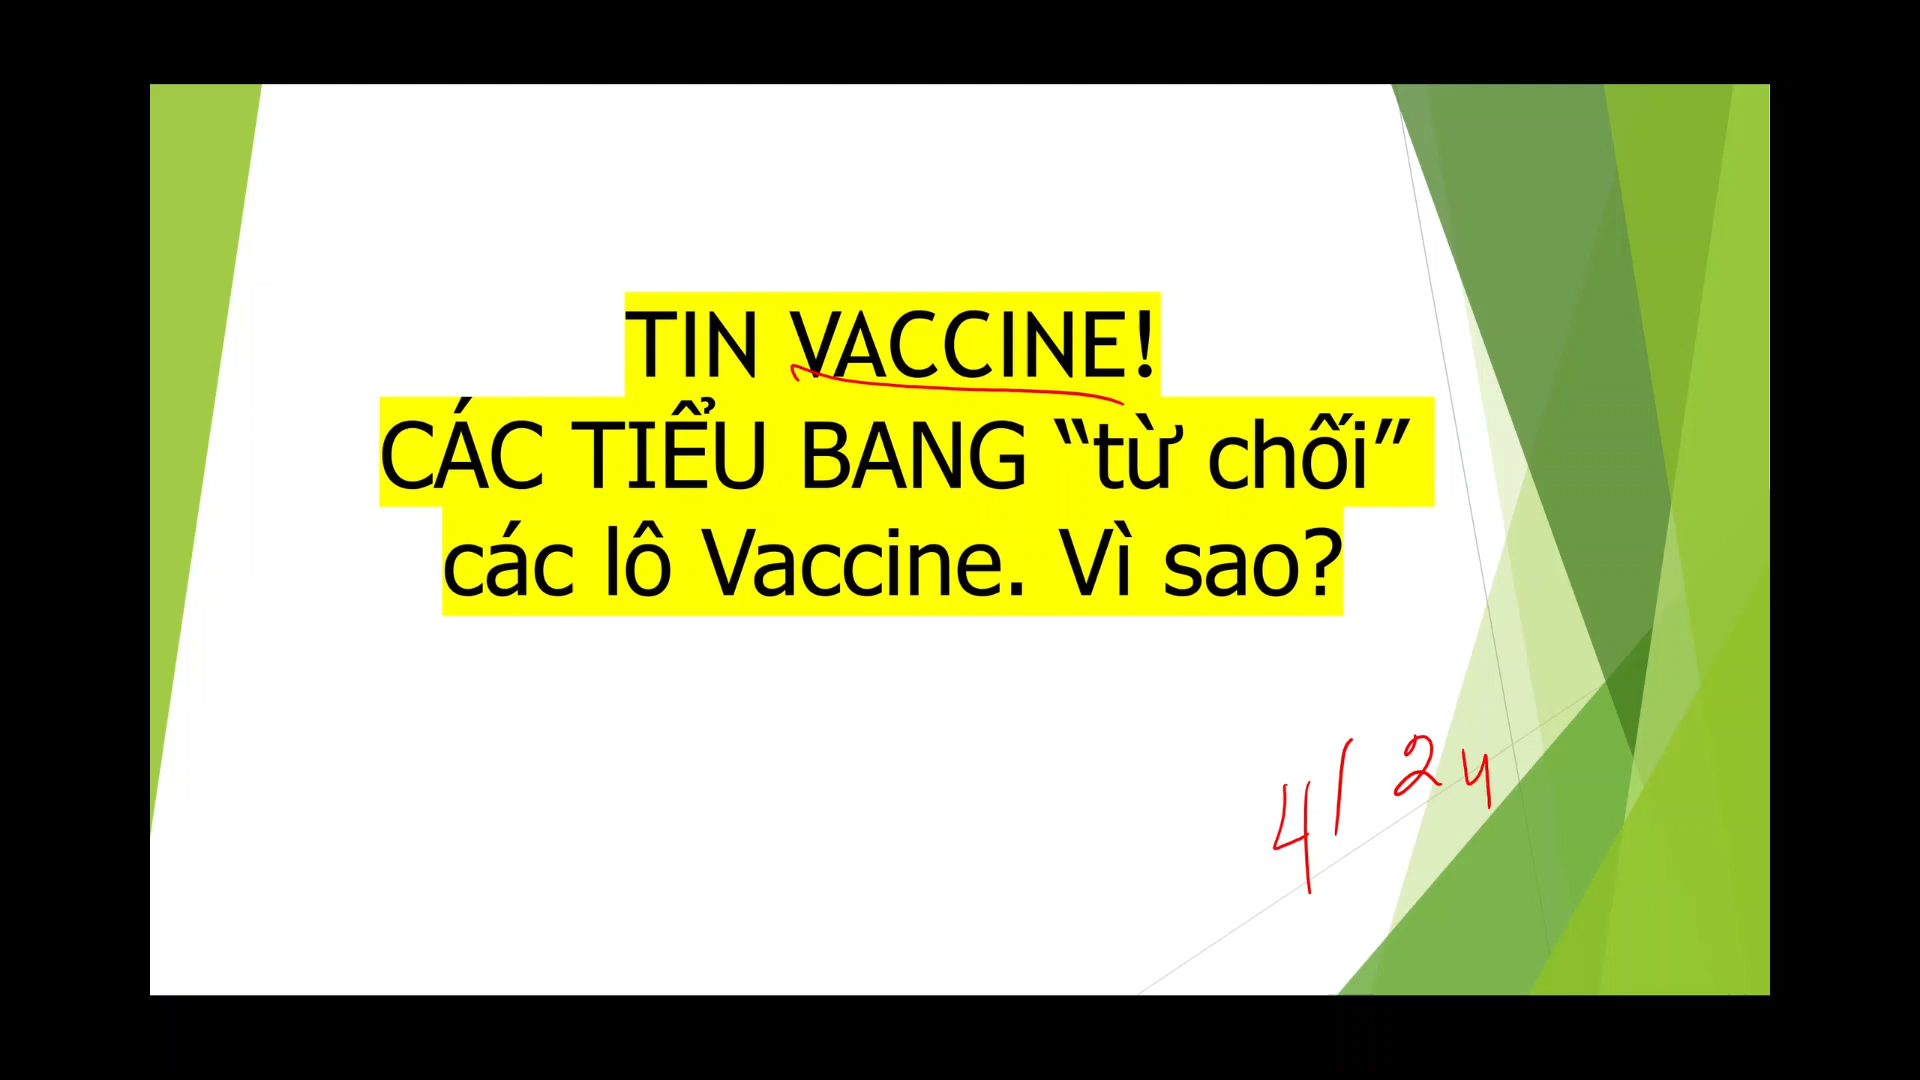 TIN VACCINE!
CÁC TIỂU BANG “từ chối”
các lô Vaccine. Vì sao?
4/24